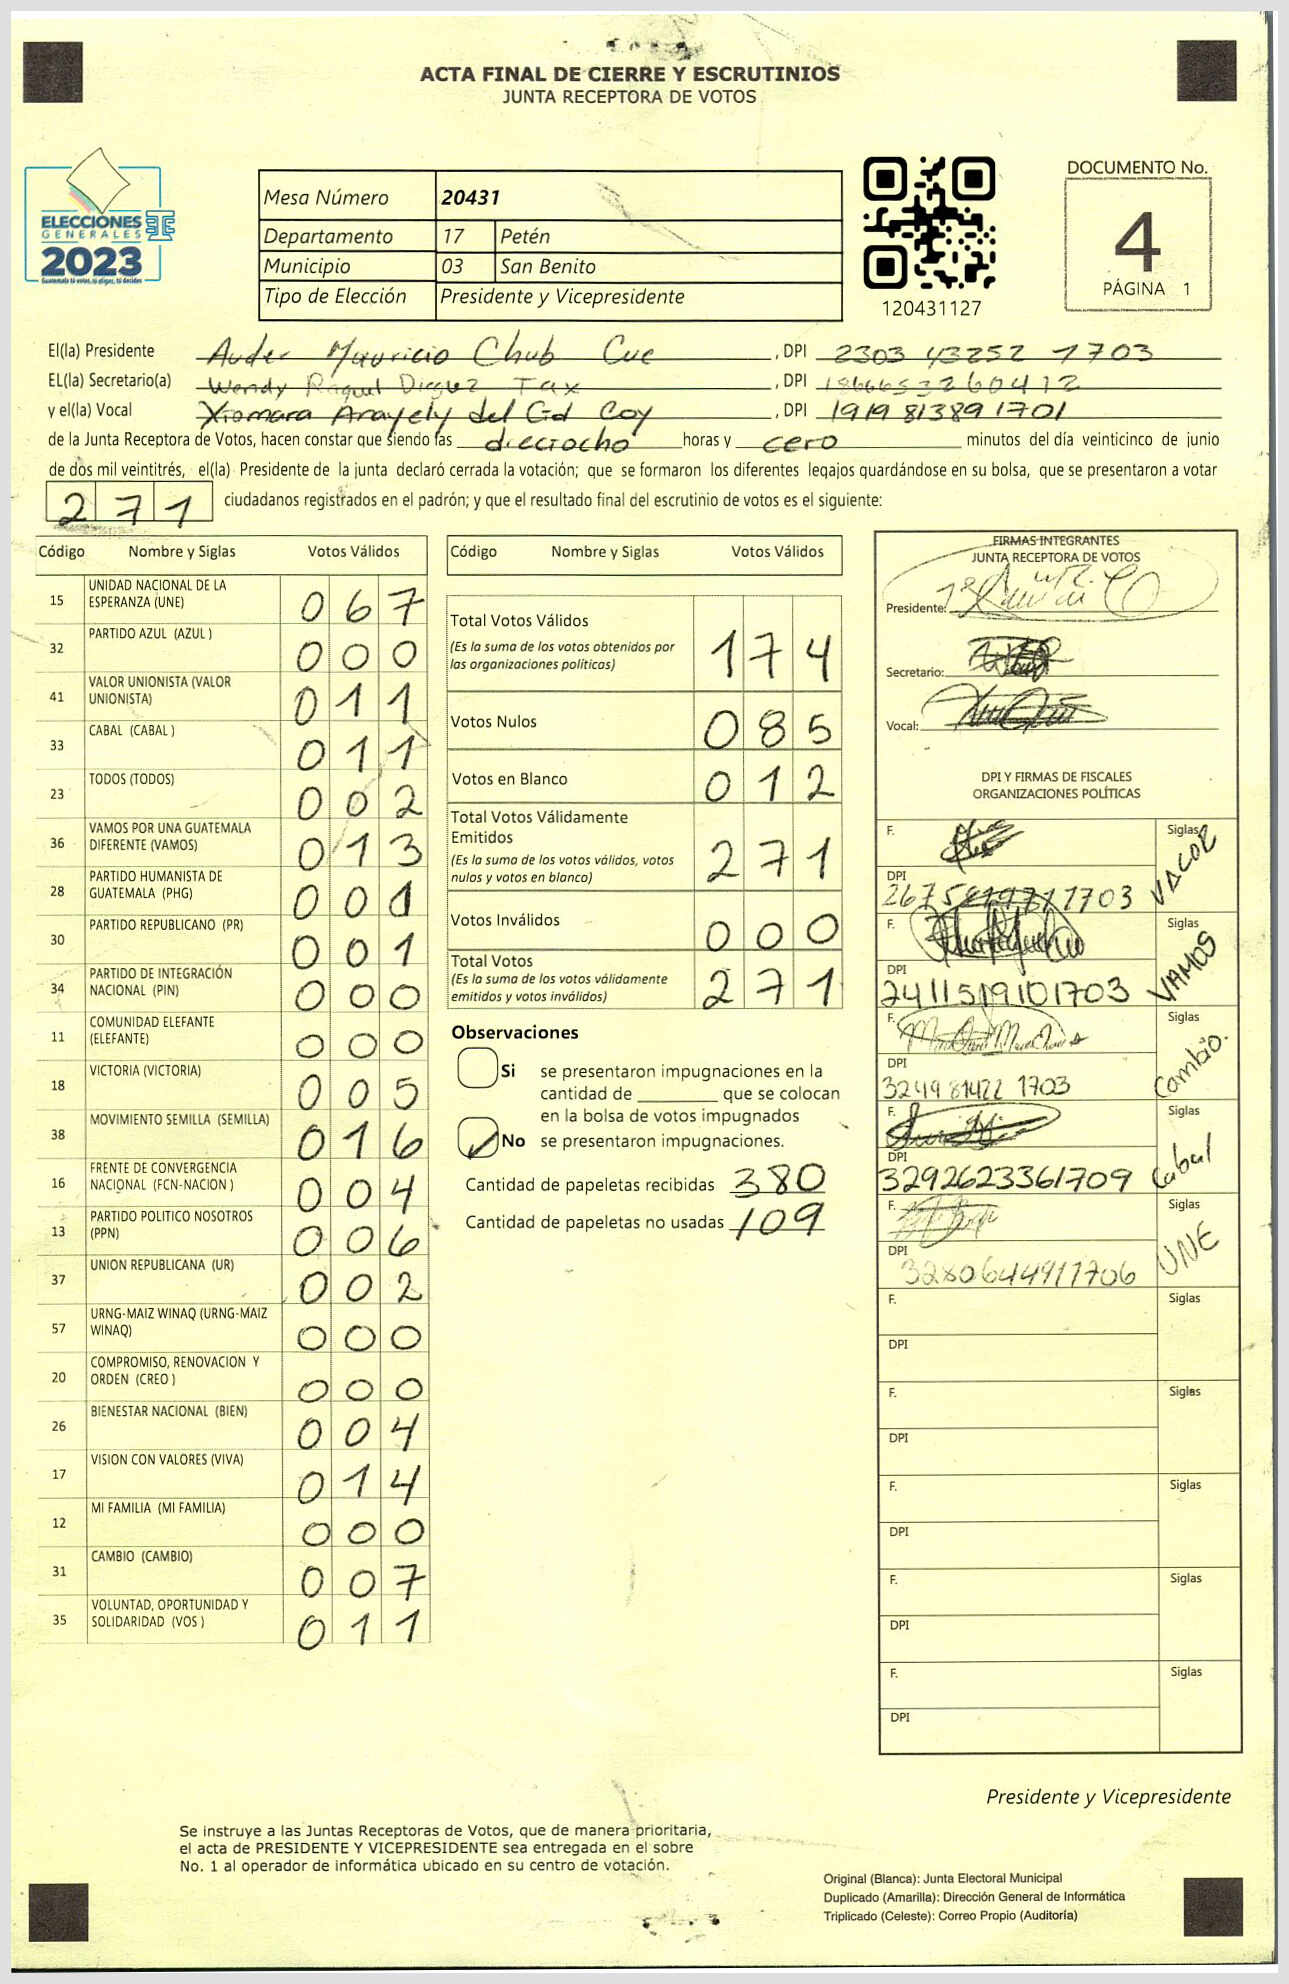 ACTA FINAL DE CIERRE Y ESCRUTINIOS
JUNTA RECEPTORA DE VOTOS
ELECCIONES
GENERALES
2023
Guatemala tú votas, tú eliges, tú decides
Mesa Número 20431
Departamento 17 Petén
Municipio 03 San Benito
Tipo de Elección Presidente y Vicepresidente
120431127
DOCUMENTO No.
4
PÁGINA 1
El(la) Presidente Auder Mauricio Chub Cuc , DPI 2303 43252 1703
EL(la) Secretario(a) Wendy Raquel Dieguez Tax , DPI 1866653260412
y el(la) Vocal Xiomara Arayely del Cid Coy , DPI 1919 81389 1701
de la Junta Receptora de Votos, hacen constar que siendo las dieciocho horas y cero minutos del día veinticinco de junio
de dos mil veintitrés, el(la) Presidente de la junta declaró cerrada la votación; que se formaron los diferentes legajos quardándose en su bolsa, que se presentaron a votar
271 ciudadanos registrados en el padrón; y que el resultado final del escrutinio de votos es el siguiente:
Código Nombre y Siglas Votos Válidos
15 UNIDAD NACIONAL DE LA ESPERANZA (UNE) 067
32 PARTIDO AZUL (AZUL ) 000
41 VALOR UNIONISTA (VALOR UNIONISTA) 011
33 CABAL (CABAL ) 011
23 TODOS (TODOS) 002
36 VAMOS POR UNA GUATEMALA DIFERENTE (VAMOS) 013
28 PARTIDO HUMANISTA DE GUATEMALA (PHG) 001
30 PARTIDO REPUBLICANO (PR) 001
34 PARTIDO DE INTEGRACIÓN NACIONAL (PIN) 000
11 COMUNIDAD ELEFANTE (ELEFANTE) 000
18 VICTORIA (VICTORIA) 005
38 MOVIMIENTO SEMILLA (SEMILLA) 016
16 FRENTE DE CONVERGENCIA NACIONAL (FCN-NACION ) 004
13 PARTIDO POLITICO NOSOTROS (PPN) 006
37 UNION REPUBLICANA (UR) 002
57 URNG-MAIZ WINAQ (URNG-MAIZ WINAQ) 000
20 COMPROMISO, RENOVACION Y ORDEN (CREO ) 000
26 BIENESTAR NACIONAL (BIEN) 004
17 VISION CON VALORES (VIVA) 014
12 MI FAMILIA (MI FAMILIA) 000
31 CAMBIO (CAMBIO) 007
35 VOLUNTAD, OPORTUNIDAD Y SOLIDARIDAD (VOS ) 011
Código Nombre y Siglas Votos Válidos
Total Votos Válidos 174
(Es la suma de los votos obtenidos por
las organizaciones políticas)
Votos Nulos 085
Votos en Blanco 012
Total Votos Válidamente
Emitidos 271
(Es la suma de los votos válidos, votos
nulos y votos en blanco)
Votos Inválidos 000
Total Votos 271
(Es la suma de los votos válidamente
emitidos y votos inválidos)
Observaciones
Si se presentaron impugnaciones en la
cantidad de ________ que se colocan
en la bolsa de votos impugnados
No se presentaron impugnaciones.
Cantidad de papeletas recibidas 380
Cantidad de papeletas no usadas 109
FIRMAS INTEGRANTES
JUNTA RECEPTORA DE VOTOS
Presidente:
Secretario:
Vocal:
DPI Y FIRMAS DE FISCALES
ORGANIZACIONES POLÍTICAS
F. Siglas VALOR
DPI
F. Siglas VAMOS
DPI 2411519101703
F. Siglas Cambio.
DPI 3249 81422 1703
F. Siglas Cabal
DPI 3292623361709
F. Siglas UNE
DPI 3280644911706
F. Siglas
DPI
F. Siglas
DPI
F. Siglas
DPI
F. Siglas
DPI
F. Siglas
DPI
Presidente y Vicepresidente
Se instruye a las Juntas Receptoras de Votos, que de manera prioritaria,
el acta de PRESIDENTE Y VICEPRESIDENTE sea entregada en el sobre
No. 1 al operador de informática ubicado en su centro de votación.
Original (Blanca): Junta Electoral Municipal
Duplicado (Amarilla): Dirección General de Informática
Triplicado (Celeste): Correo Propio (Auditoría)